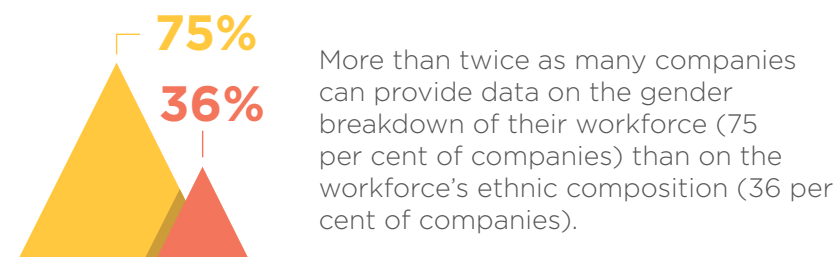 75%
36%
More than twice as many companies
can provide data on the gender
breakdown of their workforce (75
per cent of companies) than on the
workforce's ethnic composition (36 per
cent of companies).